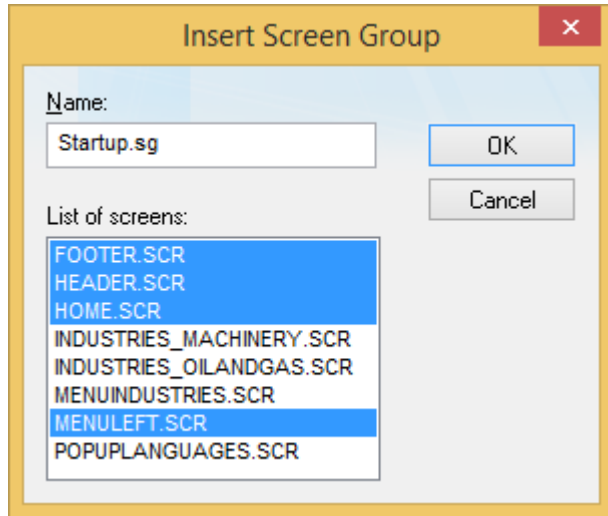 Insert Screen Group
Name:
Startup.sg
OK
Cancel
List of screens:
FOOTER.SCR
HEADER.SCR
HOME.SCR
INDUSTRIES_MACHINERY.SCR
INDUSTRIES_OILANDGAS.SCR
MENUINDUSTRIES.SCR
MENULEFT.SCR
POPUPLANGUAGES.SCR